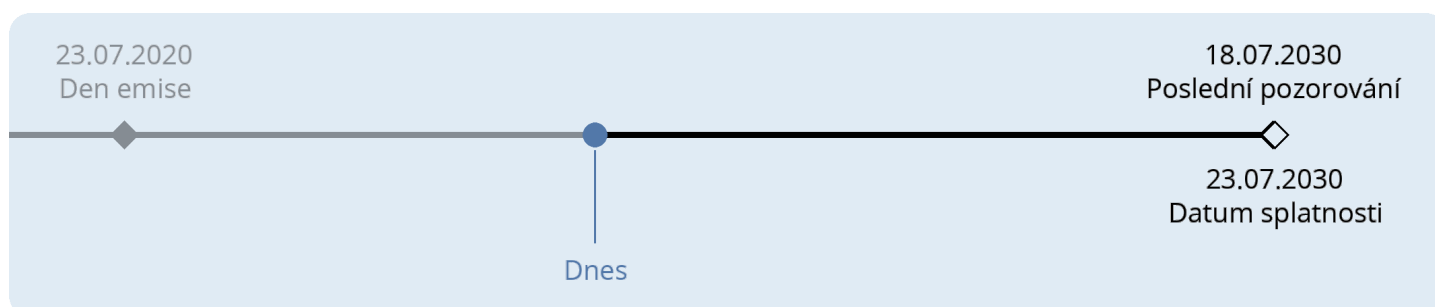 23.07.2020
Den emise
18.07.2030
Poslední pozorování
23.07.2030
Datum splatnosti
Dnes